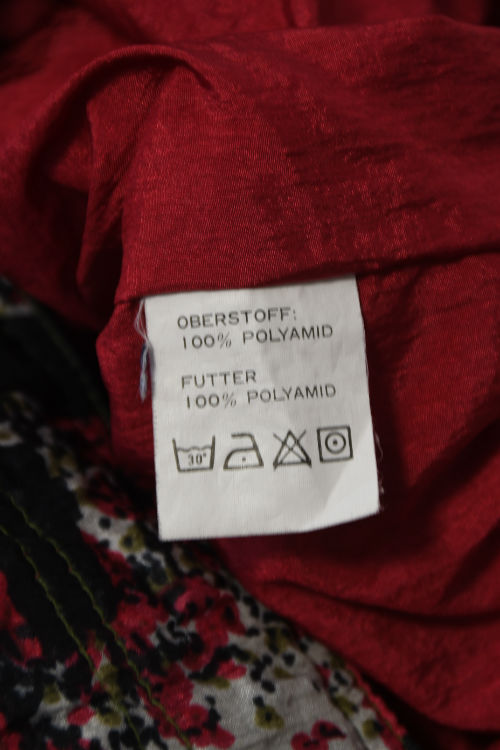 OBERSTOFF:
100% POLYAMID
FUTTER
100% POLYAMID
30°